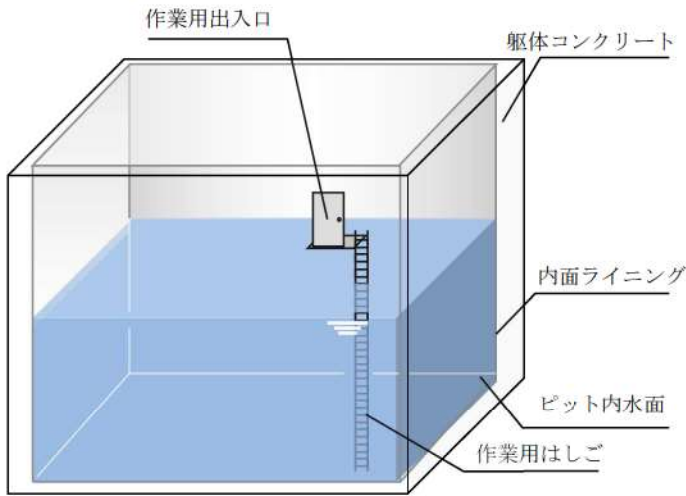 作業用出入口
躯体コンクリート
内面ライニング
ピット内水面
作業用はしご